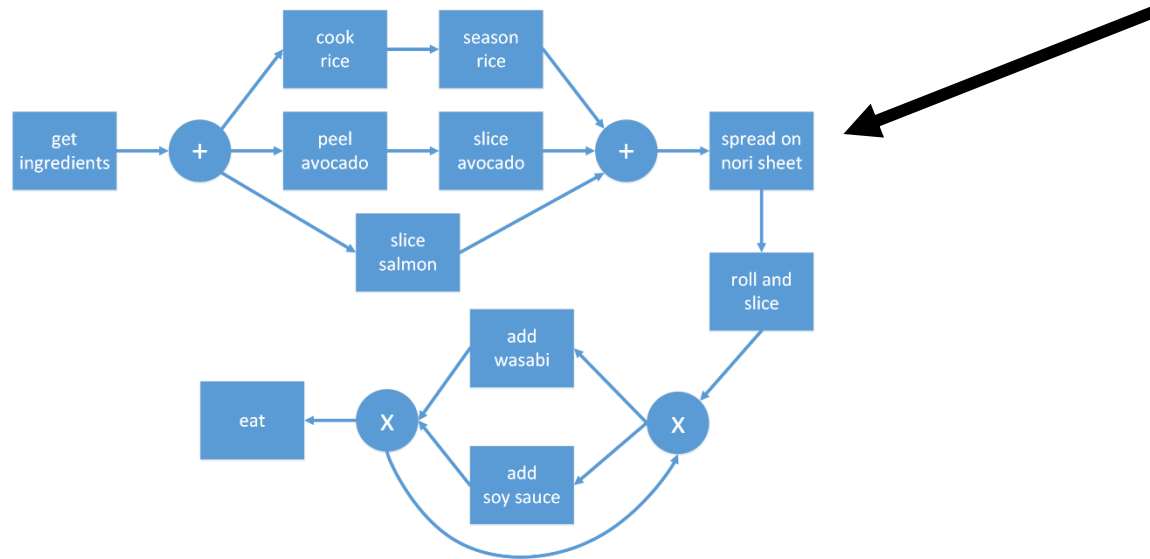 cook
rice
season
rice
get
ingredients
+
peel
avocado
slice
avocado
+
spread on
nori sheet
slice
salmon
roll and
slice
add
wasabi
eat
x
x
add
soy sauce